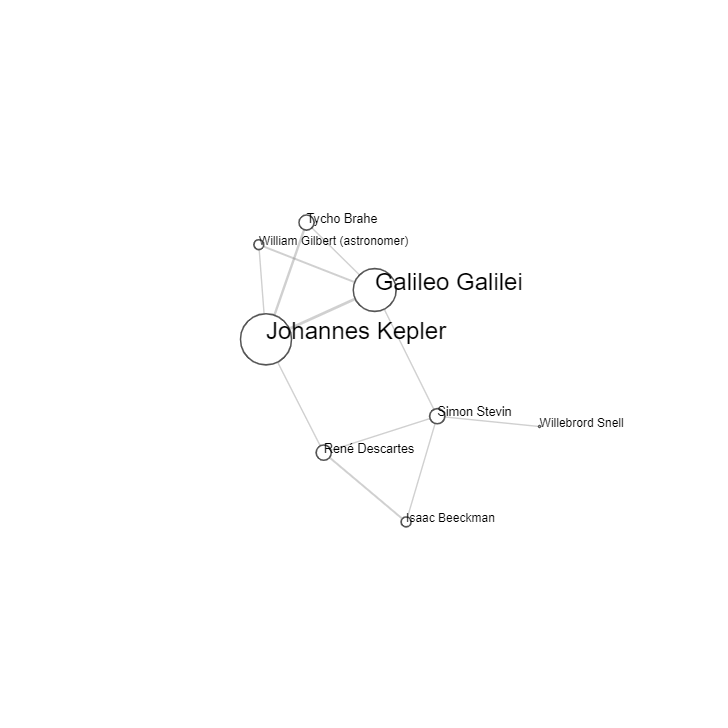 Tycho Brahe
William Gilbert (astronomer)
Galileo Galilei
Johannes Kepler
Simon Stevin
Willebrord Snell
René Descartes
Isaac Beeckman